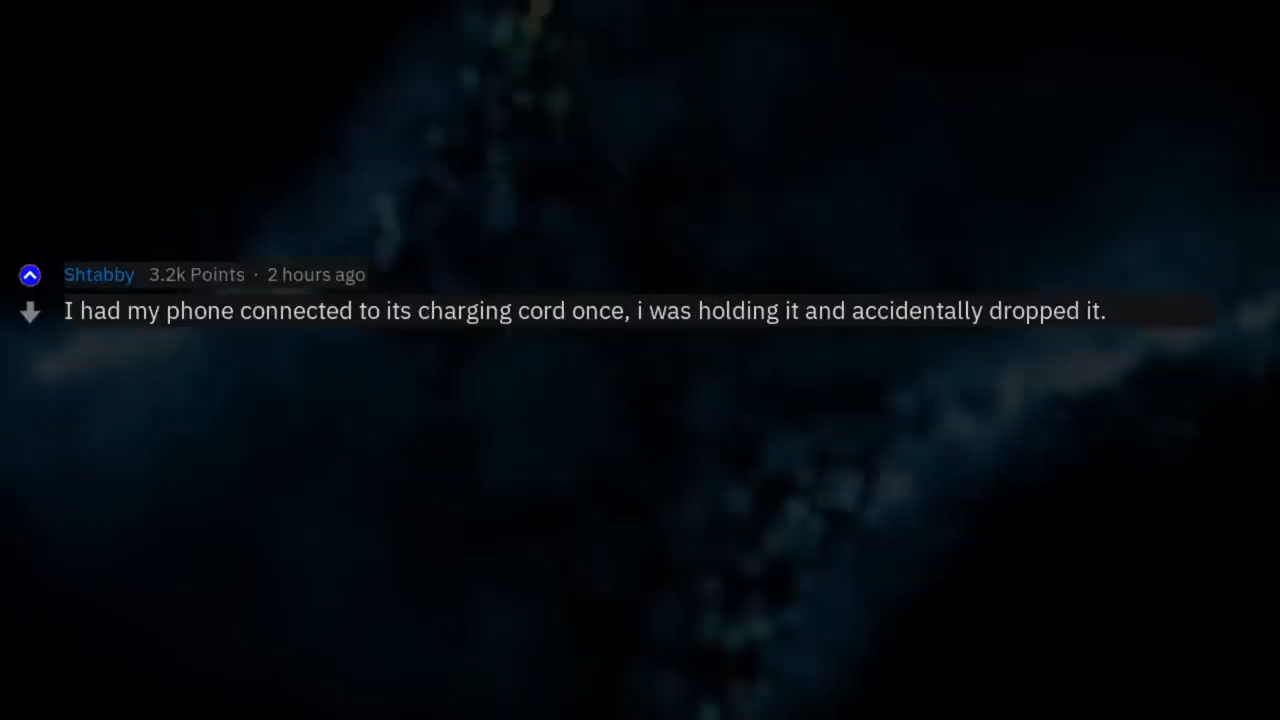 Shtabby 3.2k Points · 2 hours ago
I had my phone connected to its charging cord once, i was holding it and accidentally dropped it.